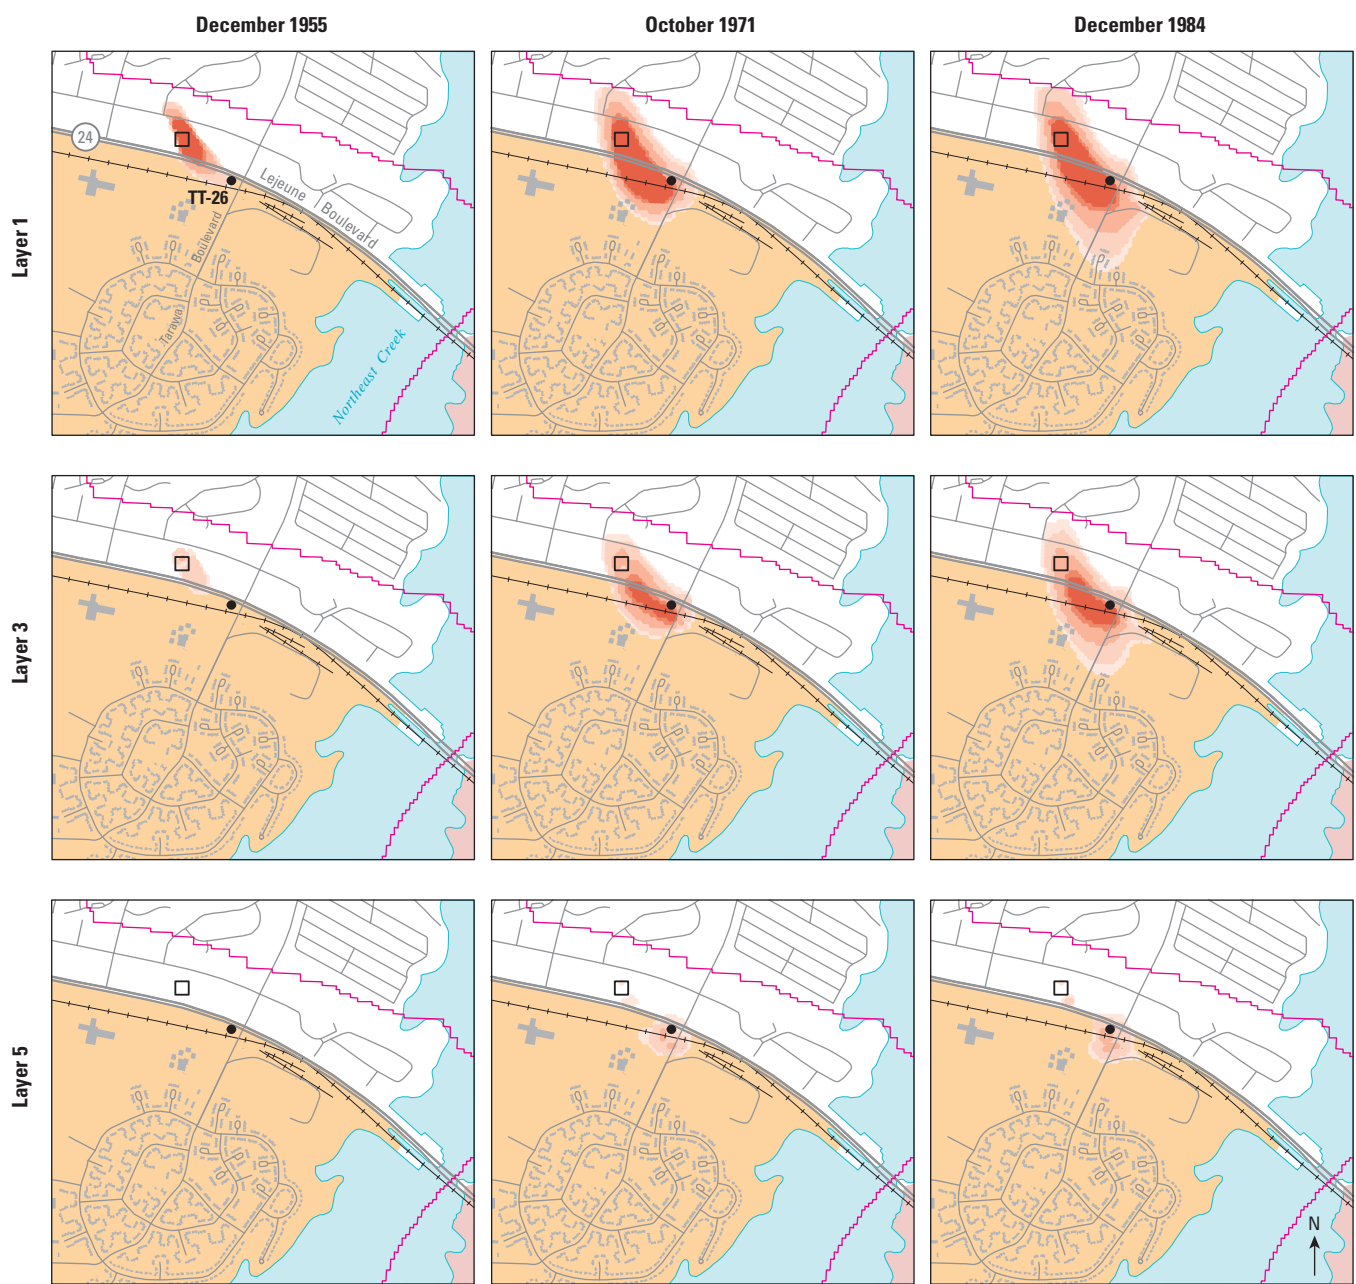 December 1955
October 1971
December 1984
Layer 1
24
TT-26
Lejeune
Boulevard
Boulevard
Tarawa
Northeast Creek
Layer 3
Layer 5
N